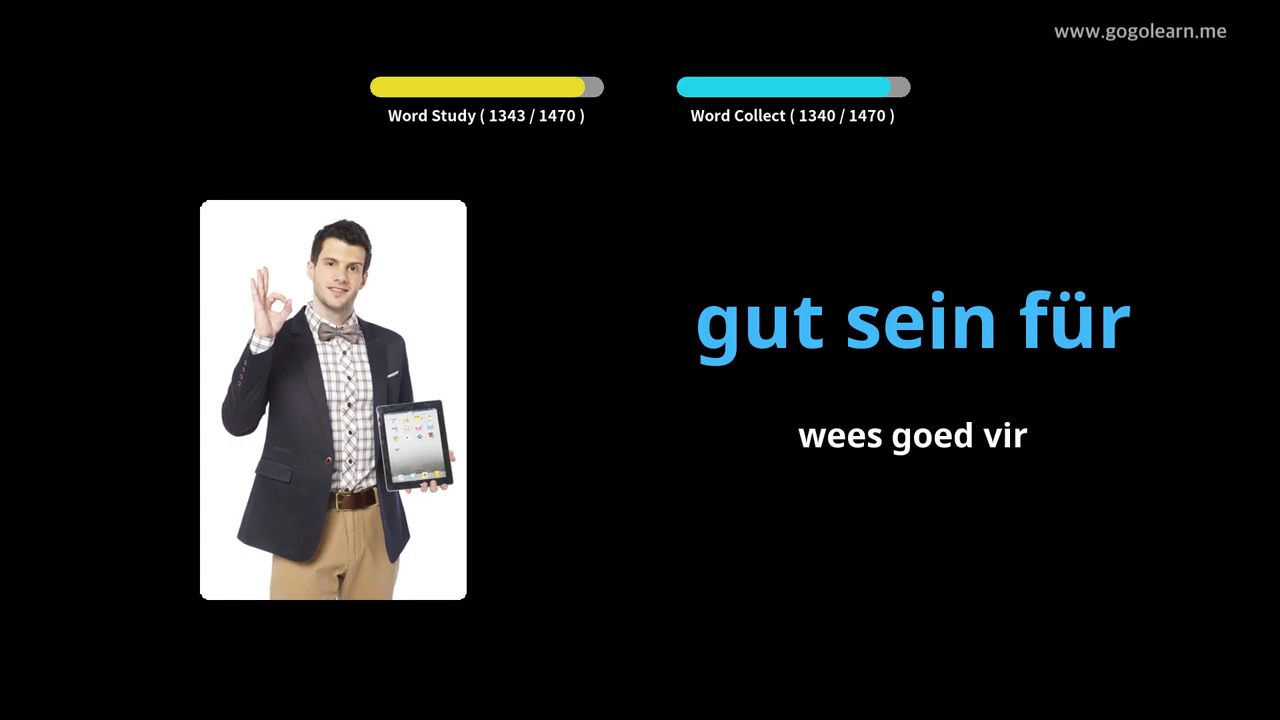 www.gogolearn.me
Word Study ( 1343 / 1470 )
Word Collect ( 1340 / 1470 )
gut sein für
wees goed vir